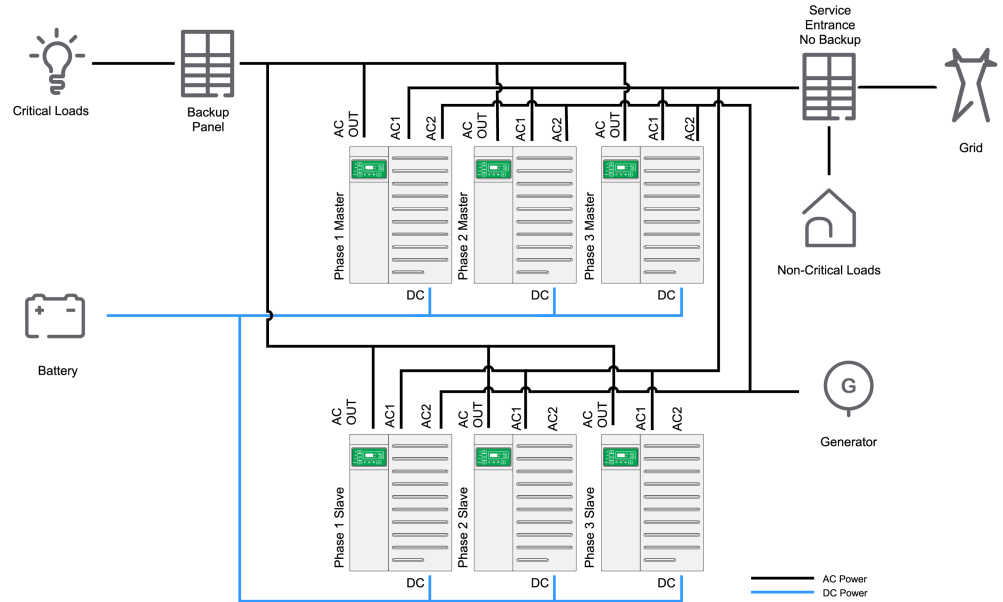 Service
Entrance
No Backup
Critical Loads
Backup
Panel
Grid
AC
OUT
AC1
AC2
AC
OUT
AC1
AC2
AC
OUT
AC1
AC2
Phase 1 Master
Phase 2 Master
Phase 3 Master
Non-Critical Loads
DC
DC
DC
Battery
G
Generator
AC
OUT
AC1
AC2
AC
OUT
AC1
AC2
AC
OUT
AC1
AC2
Phase 1 Slave
Phase 2 Slave
Phase 3 Slave
DC
DC
DC
AC Power
DC Power